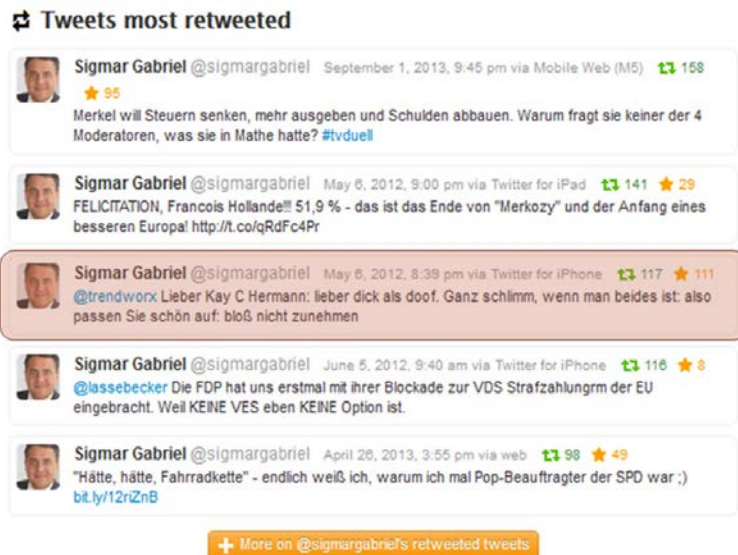 Tweets most retweeted
Sigmar Gabriel @sigmargabriel September 1, 2013, 9:45 pm via Mobile Web (M5) 158
95
Merkel will Steuern senken, mehr ausgeben und Schulden abbauen. Warum fragt sie keiner der 4
Moderatoren, was sie in Mathe hatte? #tvduell
Sigmar Gabriel @sigmargabriel May 6, 2012, 9:00 pm via Twitter for iPad 141 29
FELICITATION, Francois Hollande!!! 51,9 % - das ist das Ende von "Merkozy" und der Anfang eines
besseren Europa! http://t.co/qRdFc4Pr
Sigmar Gabriel @sigmargabriel May 6, 2012, 8:39 pm via Twitter for iPhone 117 111
@trendworx Lieber Kay C Hermann: lieber dick als doof. Ganz schlimm, wenn man beides ist: also
passen Sie schön auf: bloß nicht zunehmen
Sigmar Gabriel @sigmargabriel June 5, 2012, 9:40 am via Twitter for iPhone 116 8
@lassebecker Die FDP hat uns erstmal mit ihrer Blockade zur VDS Strafzahlungrm der EU
eingebracht. Weil KEINE VES eben KEINE Option ist.
Sigmar Gabriel @sigmargabriel April 26, 2013, 3:55 pm via web 98 49
"Hätte, hätte, Fahrradkette" - endlich weiß ich, warum ich mal Pop-Beauftragter der SPD war ;)
bit.ly/12riZnB
+ More on @sigmargabriel's retweeted tweets